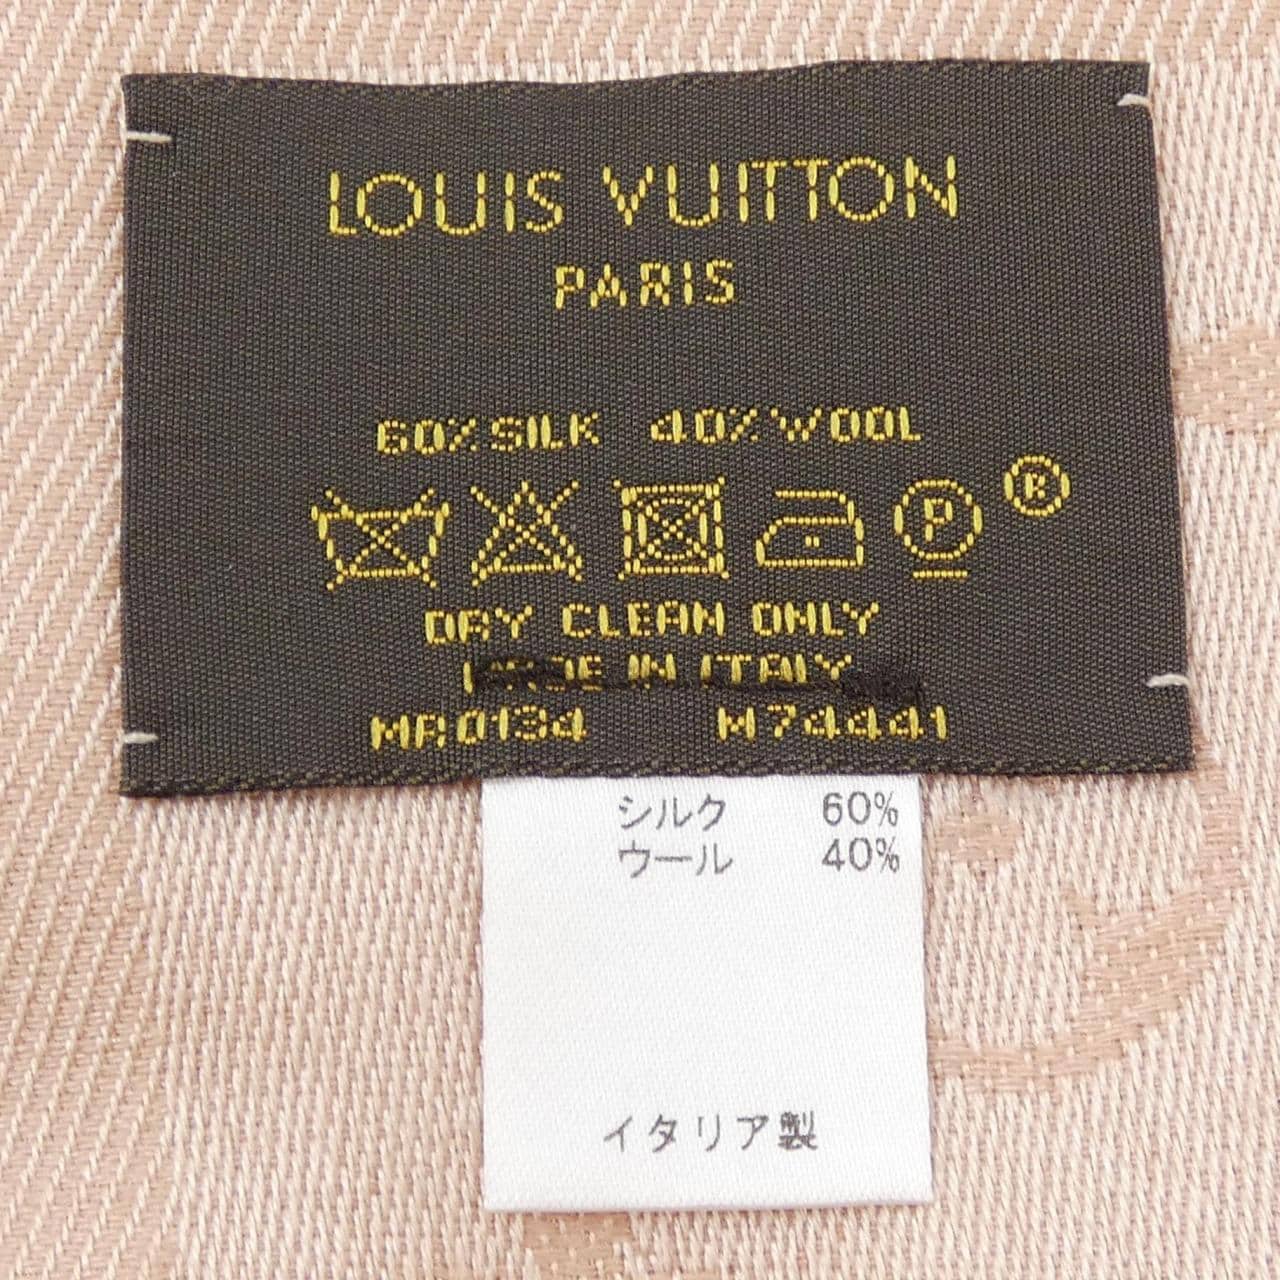 LOUIS VUITTON
PARIS
60% SILK 40% WOOL
P ®
DRY CLEAN ONLY
MADE IN ITALY
MR0134 M74441
シルク 60%
ウール 40%
イタリア製